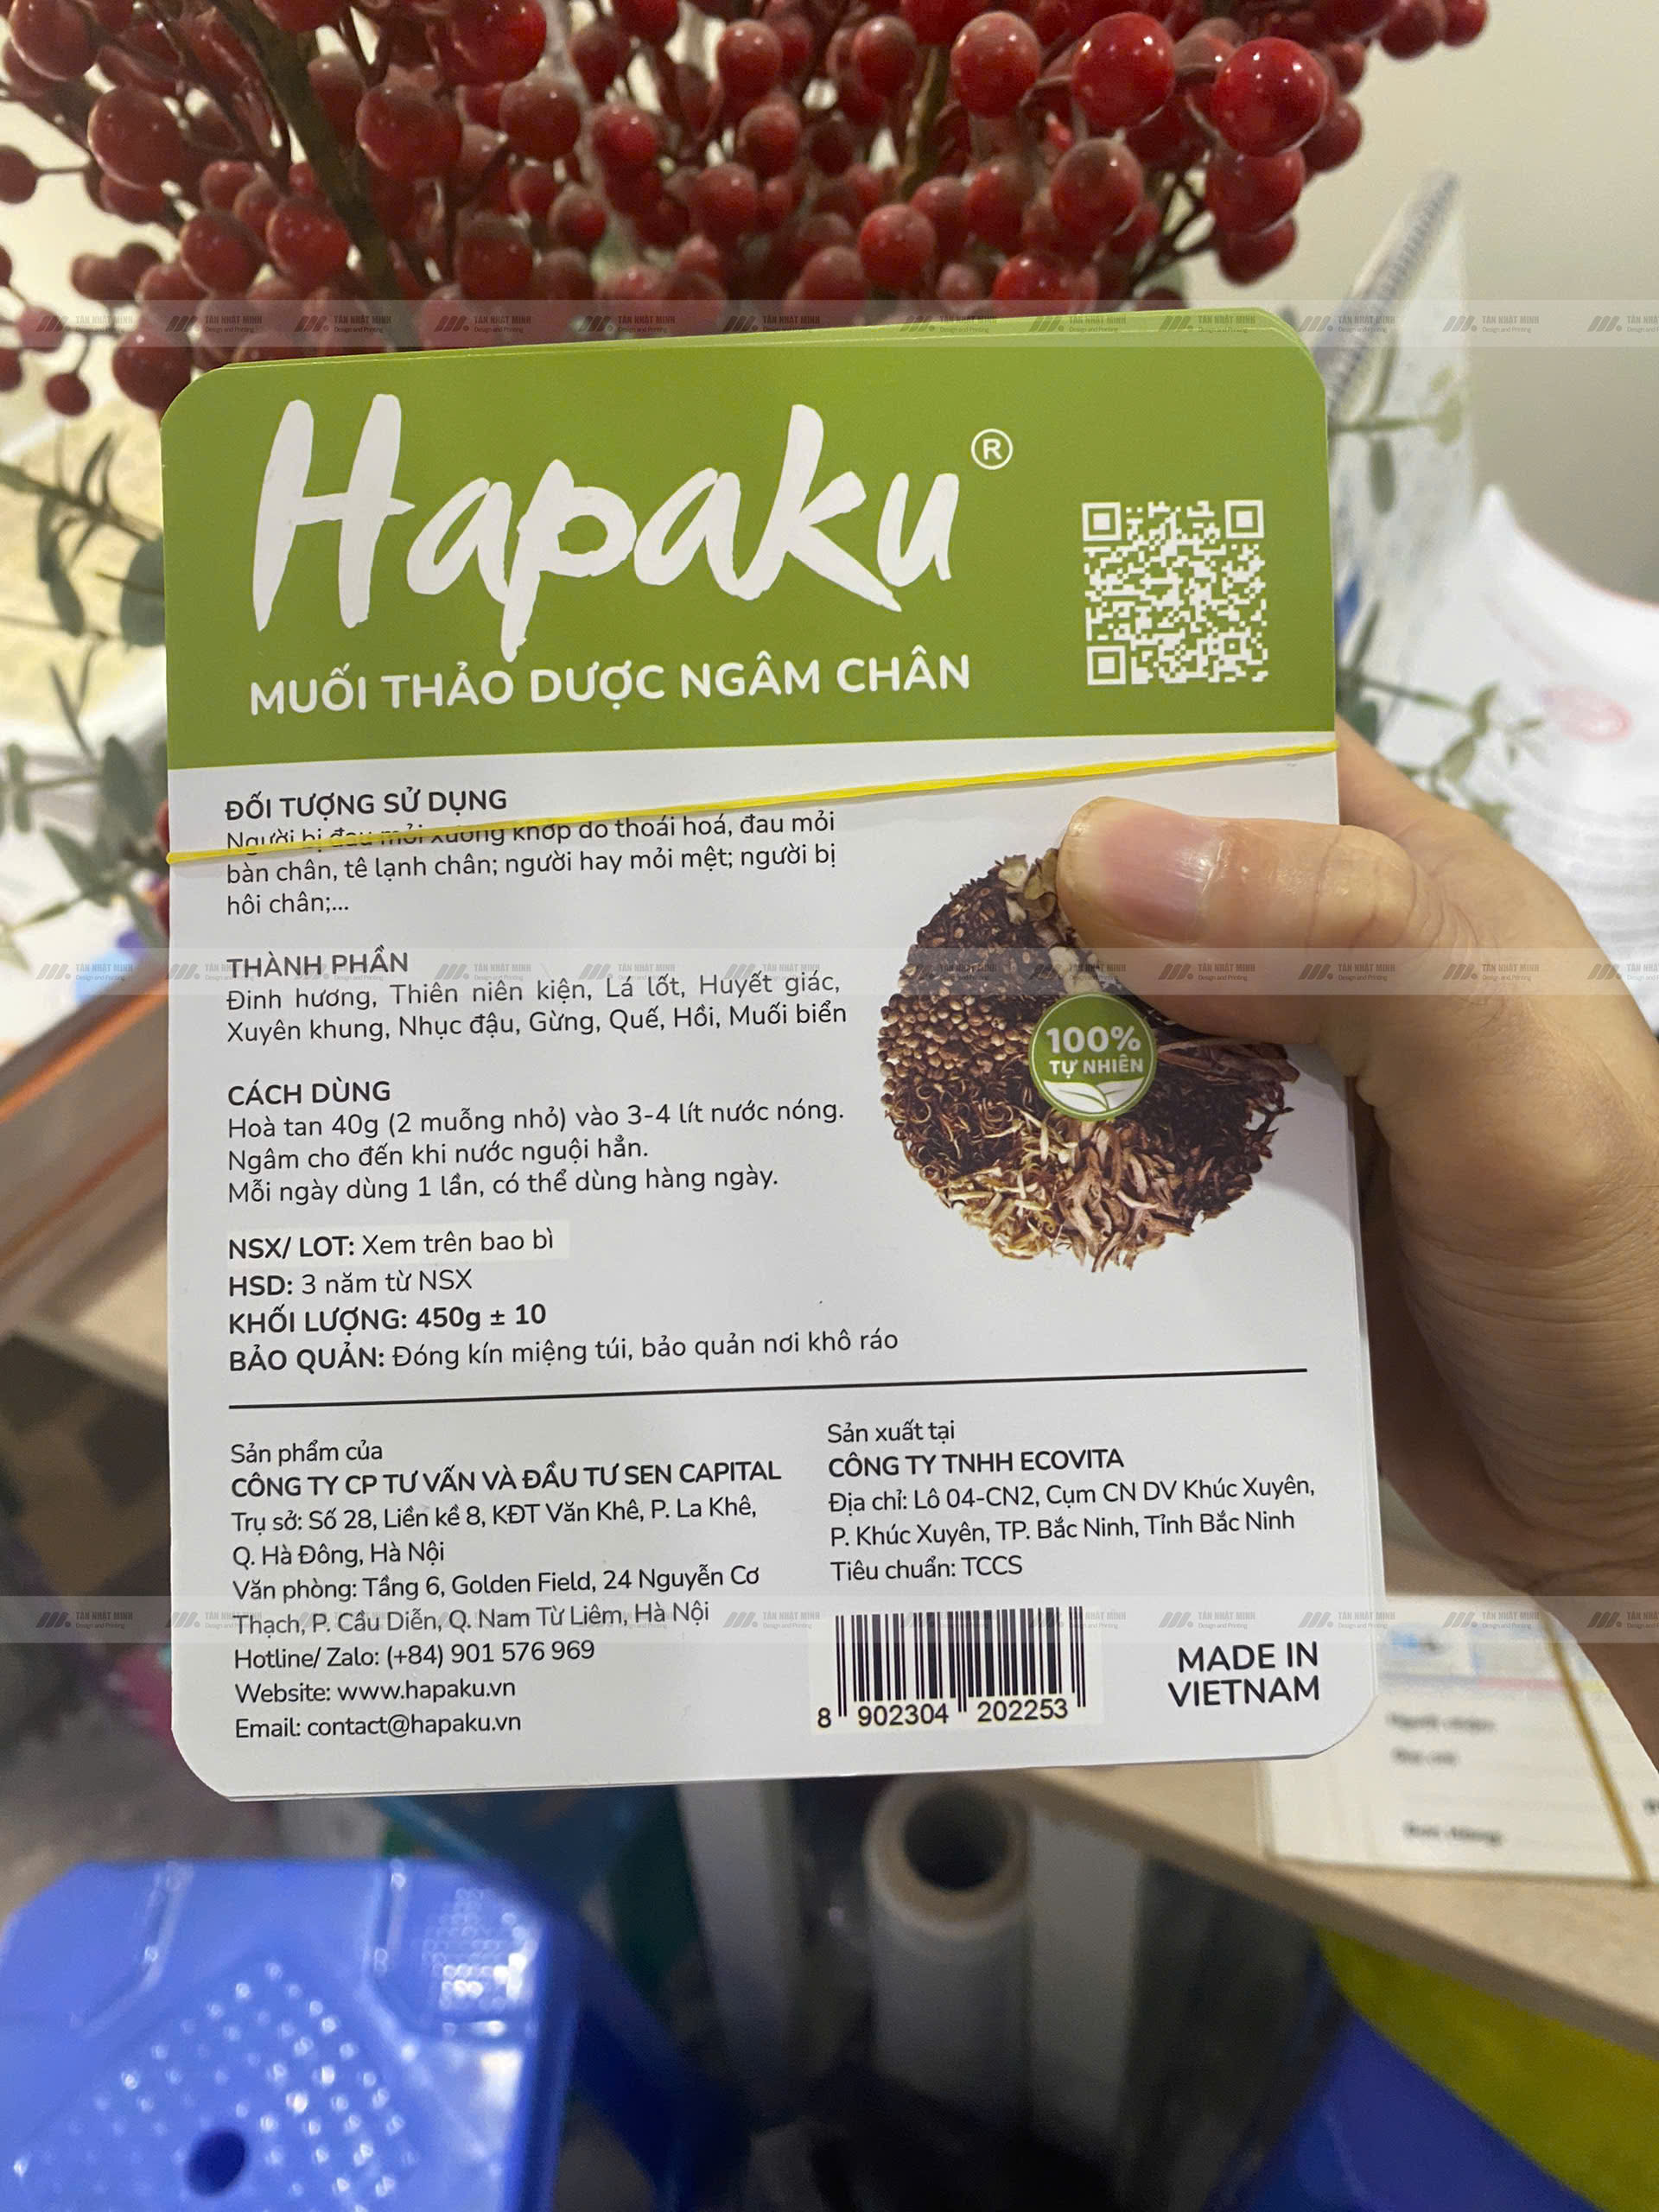 Hapaku ®
MUỐI THẢO DƯỢC NGÂM CHÂN
ĐỐI TƯỢNG SỬ DỤNG
Người bị đau mỏi xương khớp do thoái hoá, đau mỏi
bàn chân, tê lạnh chân; người hay mỏi mệt; người bị
hôi chân;...
THÀNH PHẦN
Đinh hương, Thiên niên kiện, Lá lốt, Huyết giác,
Xuyên khung, Nhục đậu, Gừng, Quế, Hồi, Muối biển
100%
TỰ NHIÊN
CÁCH DÙNG
Hoà tan 40g (2 muỗng nhỏ) vào 3-4 lít nước nóng.
Ngâm cho đến khi nước nguội hẳn.
Mỗi ngày dùng 1 lần, có thể dùng hàng ngày.
NSX/ LOT: Xem trên bao bì
HSD: 3 năm từ NSX
KHỐI LƯỢNG: 450g ± 10
BẢO QUẢN: Đóng kín miệng túi, bảo quản nơi khô ráo
Sản phẩm của
CÔNG TY CP TƯ VẤN VÀ ĐẦU TƯ SEN CAPITAL
Trụ sở: Số 28, Liền kề 8, KĐT Văn Khê, P. La Khê,
Q. Hà Đông, Hà Nội
Văn phòng: Tầng 6, Golden Field, 24 Nguyễn Cơ
Thạch, P. Cầu Diễn, Q. Nam Từ Liêm, Hà Nội
Hotline/ Zalo: (+84) 901 576 969
Website: www.hapaku.vn
Email: contact@hapaku.vn
Sản xuất tại
CÔNG TY TNHH ECOVITA
Địa chỉ: Lô 04-CN2, Cụm CN DV Khúc Xuyên,
P. Khúc Xuyên, TP. Bắc Ninh, Tỉnh Bắc Ninh
Tiêu chuẩn: TCCS
8 902304 202253
MADE IN
VIETNAM
TÂN NHẬT MINH
Design and Printing